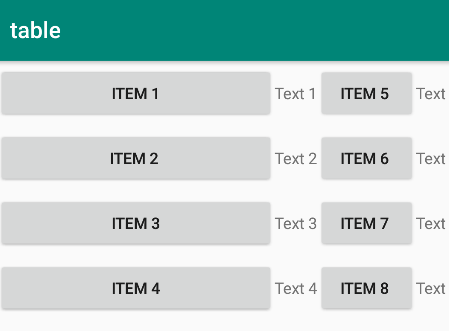 table
ITEM 1 Text 1 ITEM 5 Text
ITEM 2 Text 2 ITEM 6 Text
ITEM 3 Text 3 ITEM 7 Text
ITEM 4 Text 4 ITEM 8 Text